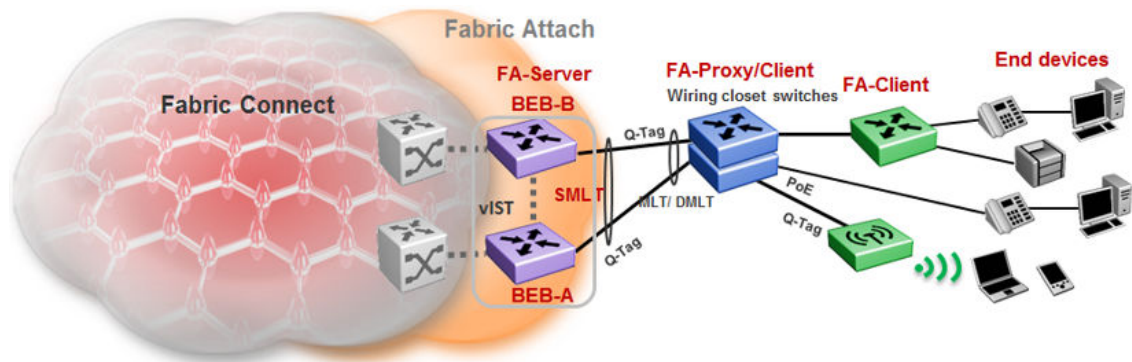 Fabric Attach
FA-Server
BEB-B
Fabric Connect
vIST
SMLT
BEB-A
Q-Tag
MLT/ DMLT
Q-Tag
FA-Proxy/Client
Wiring closet switches
FA-Client
End devices
PoE
Q-Tag